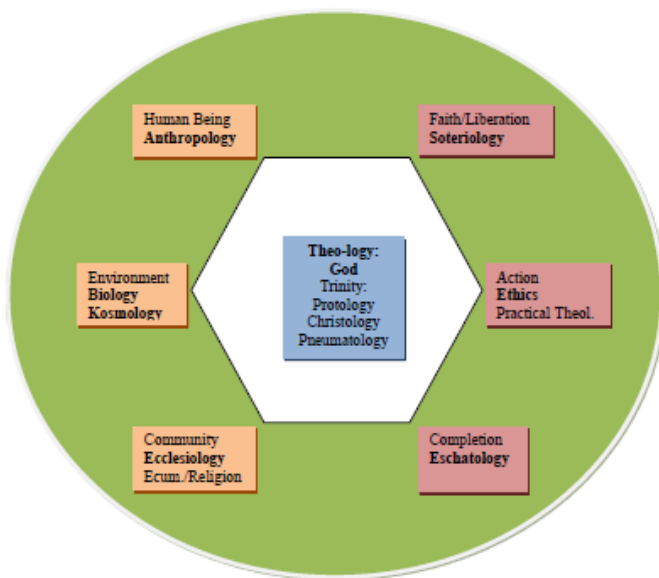 Human Being
Anthropology
Faith/Liberation
Soteriology
Theo-logy:
God
Trinity:
Protology
Christology
Pneumatology
Environment
Biology
Kosmology
Action
Ethics
Practical Theol.
Community
Ecclesiology
Ecum./Religion
Completion
Eschatology